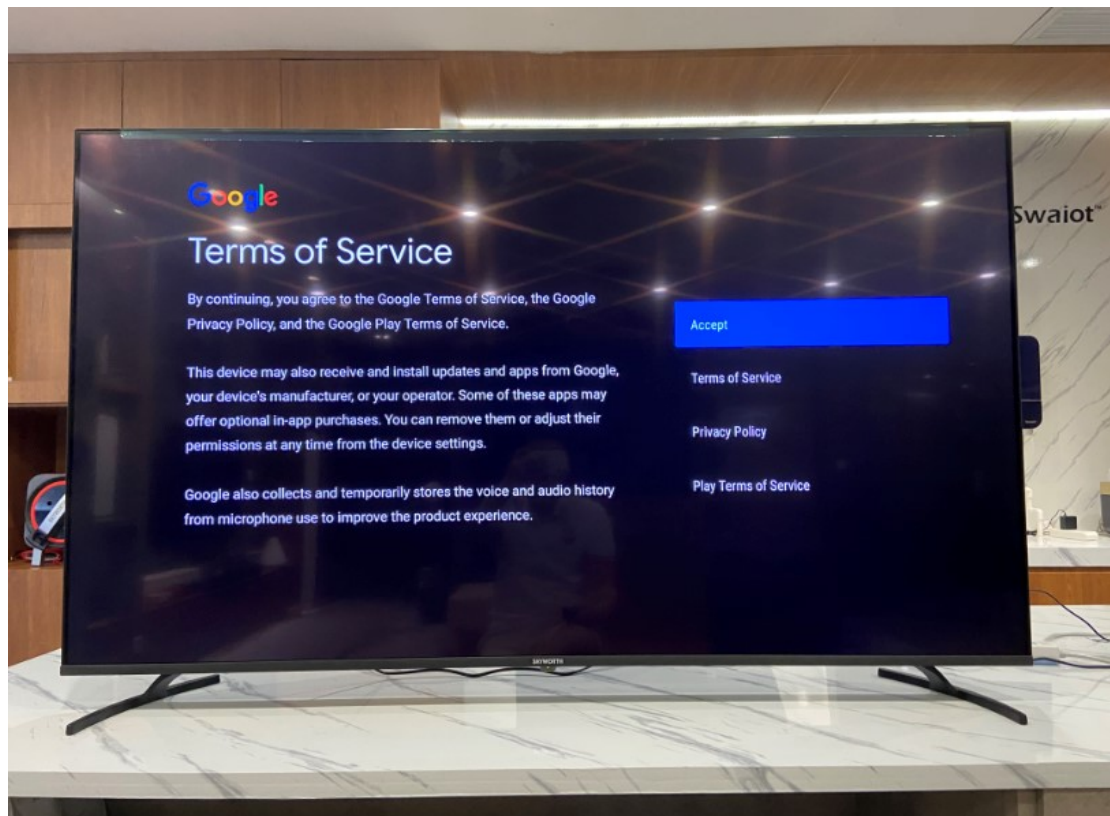 Google
Terms of Service
By continuing, you agree to the Google Terms of Service, the Google
Privacy Policy, and the Google Play Terms of Service.
This device may also receive and install updates and apps from Google,
your device's manufacturer, or your operator. Some of these apps may
offer optional in-app purchases. You can remove them or adjust their
permissions at any time from the device settings.
Google also collects and temporarily stores the voice and audio history
from microphone use to improve the product experience.
Accept
Terms of Service
Privacy Policy
Play Terms of Service
Swaiot™
SKYWORTH